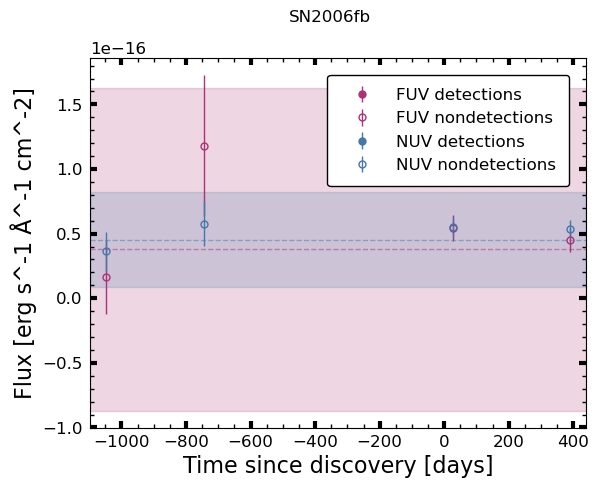 SN2006fb
1e−16
FUV detections
FUV nondetections
NUV detections
NUV nondetections
Flux [erg s^-1 Å^-1 cm^-2]
1.5
1.0
0.5
0.0
−0.5
−1.0
−1000 −800 −600 −400 −200 0 200 400
Time since discovery [days]